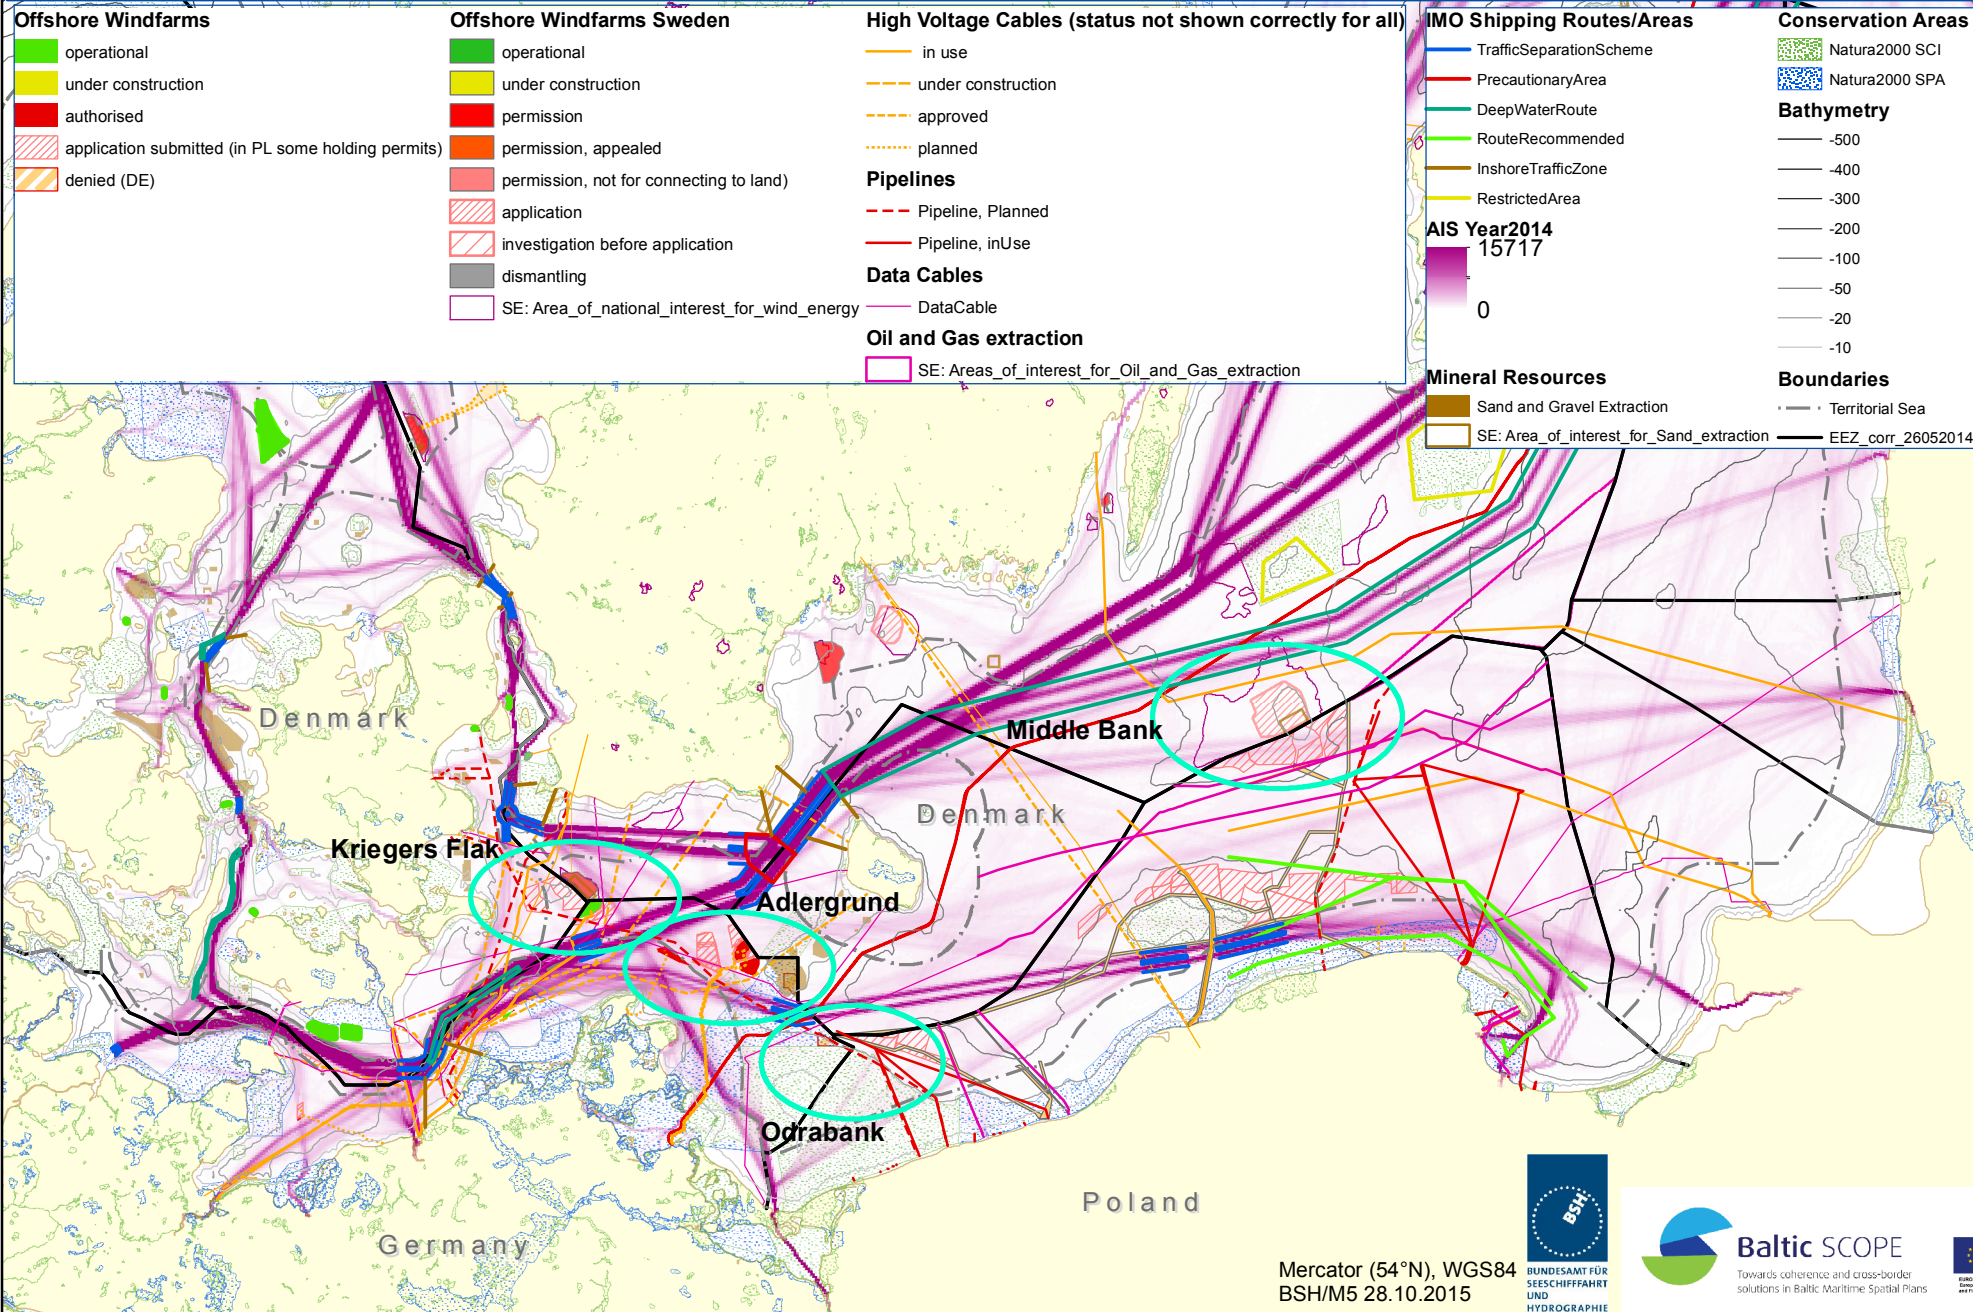 Offshore Windfarms
operational
under construction
authorised
application submitted (in PL some holding permits)
denied (DE)
Offshore Windfarms Sweden
operational
under construction
permission
permission, appealed
permission, not for connecting to land)
application
investigation before application
dismantling
SE: Area_of_national_interest_for_wind_energy
High Voltage Cables (status not shown correctly for all)
in use
under construction
approved
planned
Pipelines
Pipeline, Planned
Pipeline, inUse
Data Cables
DataCable
Oil and Gas extraction
SE: Areas_of_interest_for_Oil_and_Gas_extraction
IMO Shipping Routes/Areas
TrafficSeparationScheme
PrecautionaryArea
DeepWaterRoute
RouteRecommended
InshoreTrafficZone
RestrictedArea
AIS Year2014
15717
0
Mineral Resources
Sand and Gravel Extraction
SE: Area_of_interest_for_Sand_extraction
Conservation Areas
Natura2000 SCI
Natura2000 SPA
Bathymetry
-500
-400
-300
-200
-100
-50
-20
-10
Boundaries
Territorial Sea
EEZ_corr_26052014
Denmark
Middle Bank
Denmark
Kriegers Flak
Adlergrund
Odrabank
Poland
Germany
Mercator (54°N), WGS84
BSH/M5 28.10.2015
BSH
BUNDESAMT FÜR
SEESCHIFFFAHRT
UND
HYDROGRAPHIE
Baltic SCOPE
Towards coherence and cross-border
solutions in Baltic Maritime Spatial Plans